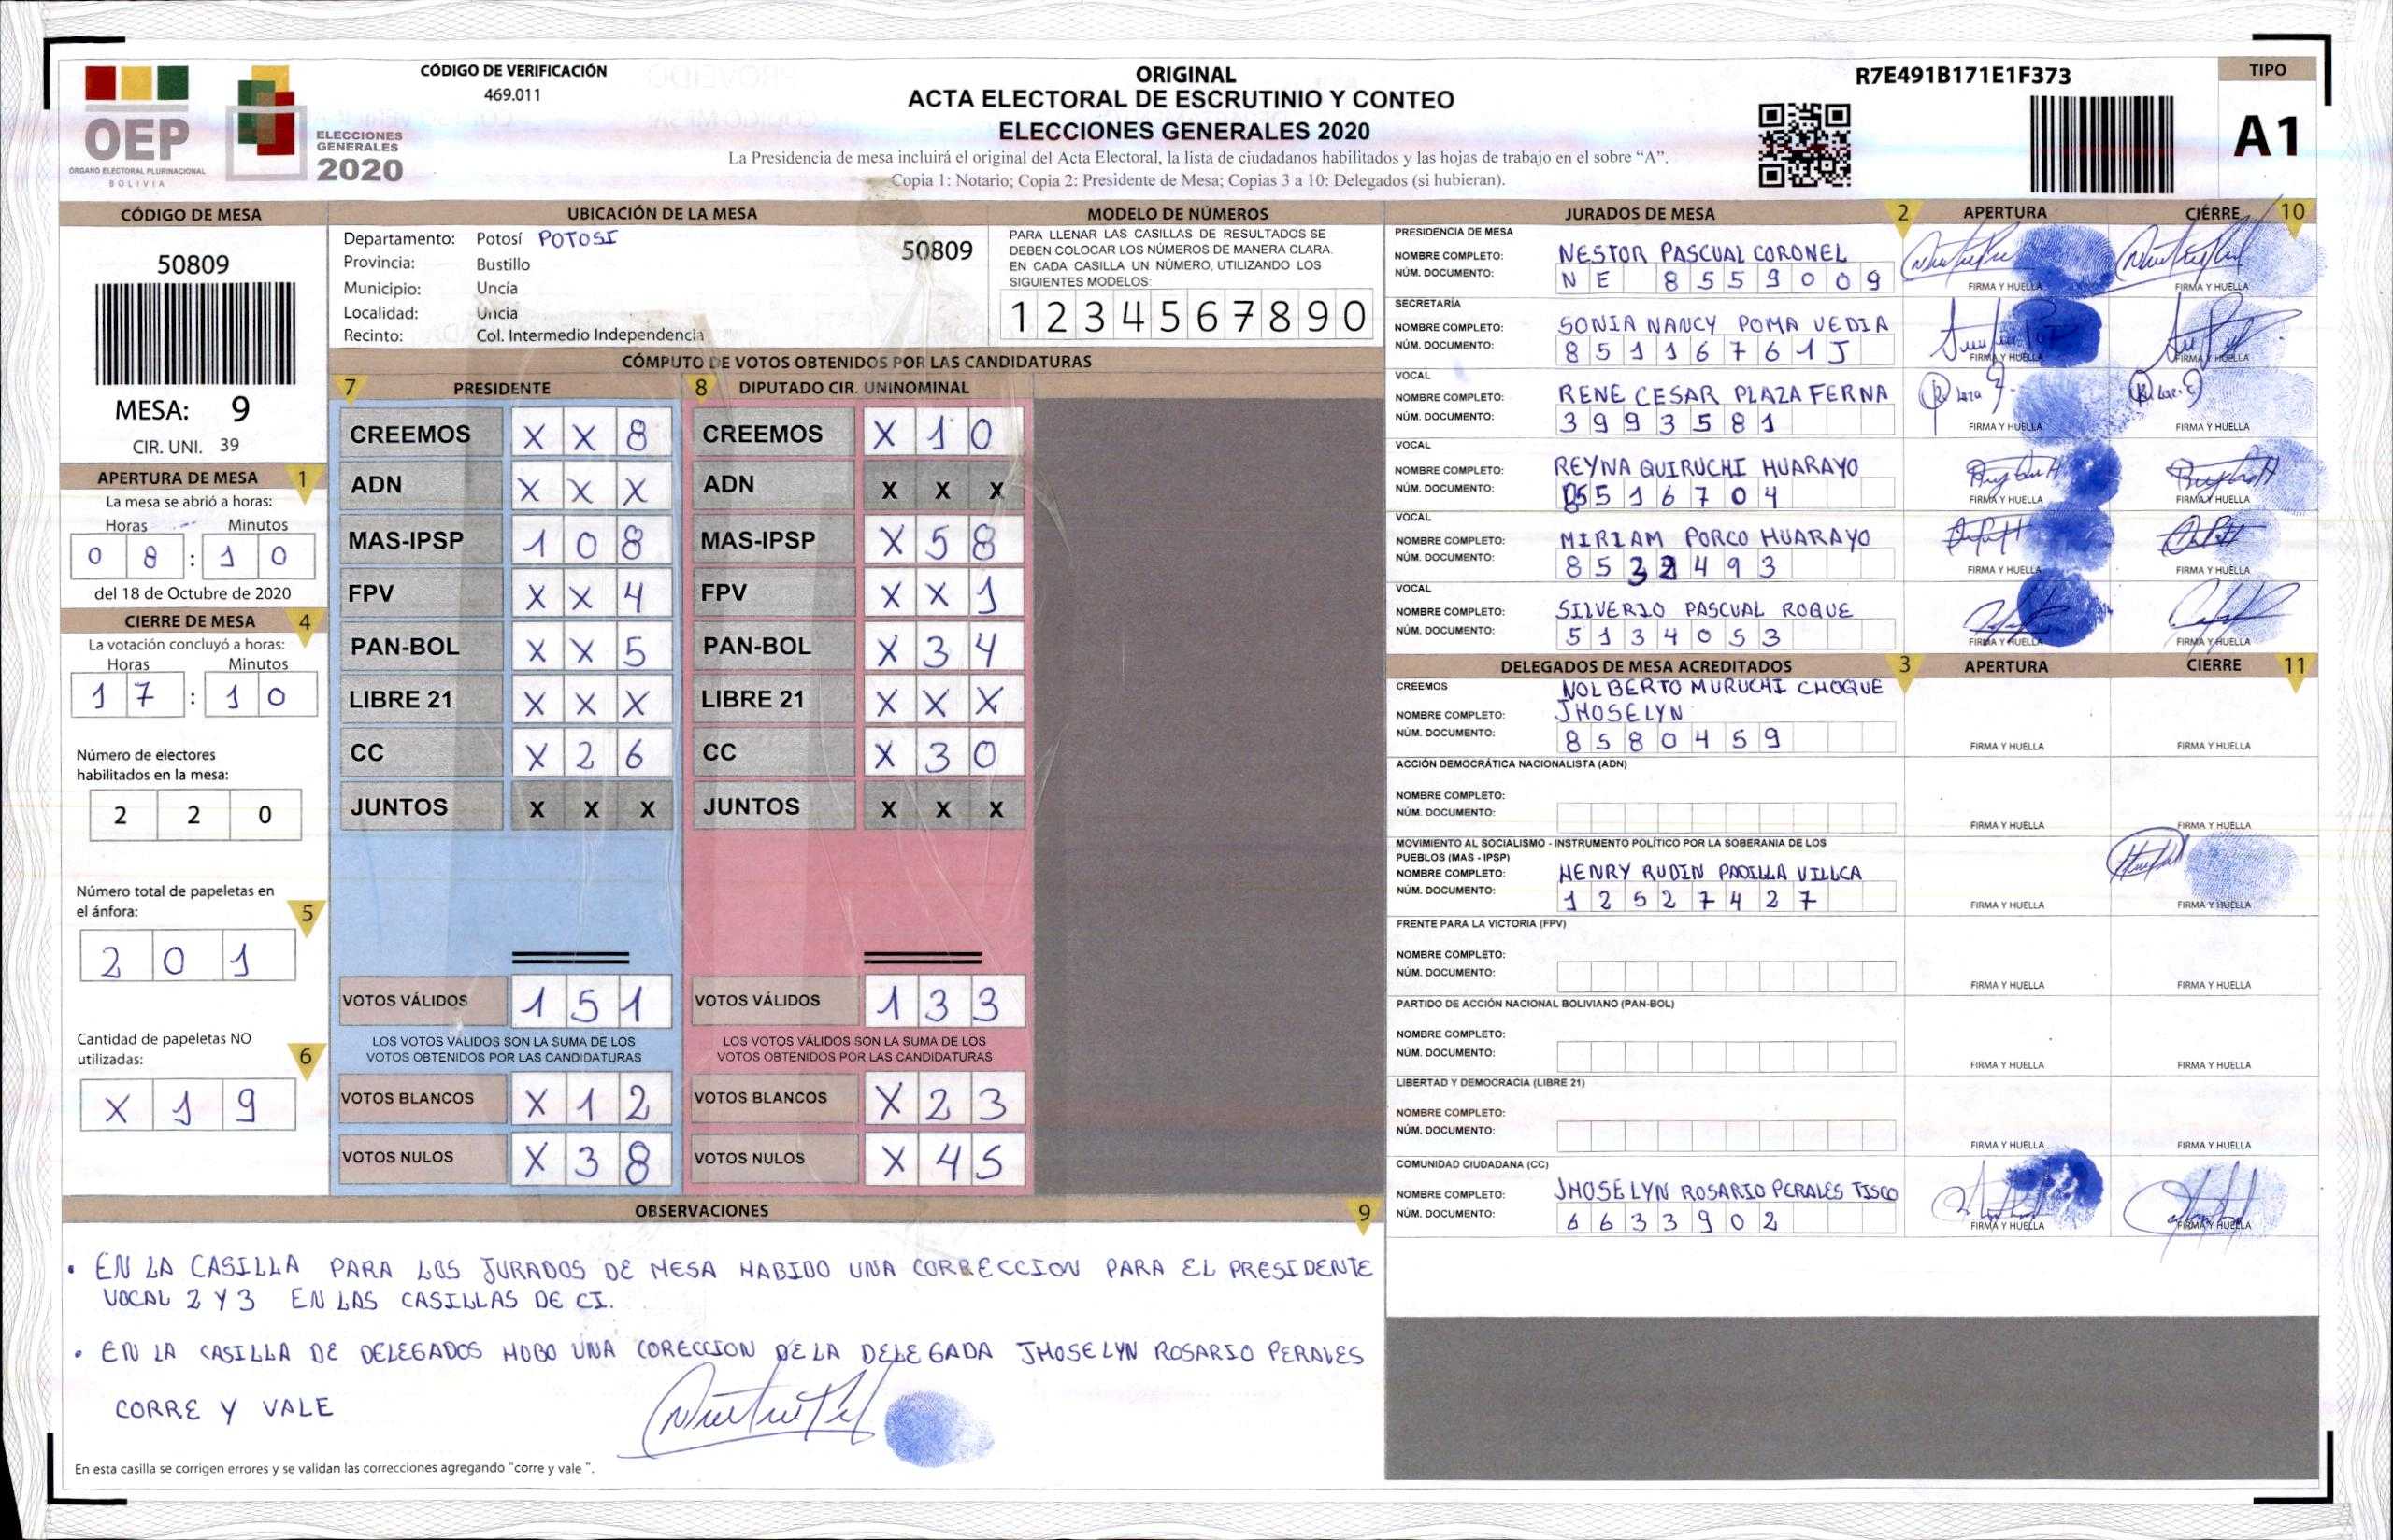 OEP
ÓRGANO ELECTORAL PLURINACIONAL
BOLIVIA
ELECCIONES
GENERALES
2020
CÓDIGO DE VERIFICACIÓN
469.011
ORIGINAL
ACTA ELECTORAL DE ESCRUTINIO Y CONTEO
ELECCIONES GENERALES 2020
La Presidencia de mesa incluirá el original del Acta Electoral, la lista de ciudadanos habilitados y las hojas de trabajo en el sobre “A”.
Copia 1: Notario; Copia 2: Presidente de Mesa; Copias 3 a 10: Delegados (si hubieran).
R7E491B171E1F373
TIPO
A1
CÓDIGO DE MESA
50809
MESA: 9
CIR. UNI. 39
APERTURA DE MESA 1
La mesa se abrió a horas:
Horas Minutos
0 8 : 1 0
del 18 de Octubre de 2020
CIERRE DE MESA 4
La votación concluyó a horas:
Horas Minutos
1 7 : 1 0
Número de electores
habilitados en la mesa:
2 2 0
Número total de papeletas en
el ánfora: 5
2 0 1
Cantidad de papeletas NO
utilizadas: 6
X 1 9
UBICACIÓN DE LA MESA
Departamento: Potosí POTOSI
50809
Provincia: Bustillo
Municipio: Uncía
Localidad: Uncia
Recinto: Col. Intermedio Independencia
MODELO DE NÚMEROS
PARA LLENAR LAS CASILLAS DE RESULTADOS SE
DEBEN COLOCAR LOS NÚMEROS DE MANERA CLARA.
EN CADA CASILLA UN NÚMERO, UTILIZANDO LOS
SIGUIENTES MODELOS:
1 2 3 4 5 6 7 8 9 0
CÓMPUTO DE VOTOS OBTENIDOS POR LAS CANDIDATURAS
7 PRESIDENTE 8 DIPUTADO CIR. UNINOMINAL
CREEMOS X X 8 CREEMOS X 1 0
ADN X X X ADN X X X
MAS-IPSP 1 0 8 MAS-IPSP X 5 8
FPV X X 4 FPV X X 1
PAN-BOL X X 5 PAN-BOL X 3 4
LIBRE 21 X X X LIBRE 21 X X X
CC X 2 6 CC X 3 0
JUNTOS X X X JUNTOS X X X
VOTOS VÁLIDOS 1 5 1 VOTOS VÁLIDOS 1 3 3
LOS VOTOS VÁLIDOS SON LA SUMA DE LOS LOS VOTOS VÁLIDOS SON LA SUMA DE LOS
VOTOS OBTENIDOS POR LAS CANDIDATURAS VOTOS OBTENIDOS POR LAS CANDIDATURAS
VOTOS BLANCOS X 1 2 VOTOS BLANCOS X 2 3
VOTOS NULOS X 3 8 VOTOS NULOS X 4 5
OBSERVACIONES 9
• EN LA CASILLA PARA LOS JURADOS DE MESA HABIDO UNA CORRECCION PARA EL PRESIDENTE
VOCAL 2 Y 3 EN LAS CASILLAS DE CI.
• EN LA CASILLA DE DELEGADOS HOBO UNA CORECCION DE LA DELEGADA JHOSELYN ROSARIO PERALES
CORRE Y VALE
En esta casilla se corrigen errores y se validan las correcciones agregando “corre y vale ”.
JURADOS DE MESA 2 APERTURA CIERRE 10
PRESIDENCIA DE MESA
NOMBRE COMPLETO: NESTOR PASCUAL CORONEL
NÚM. DOCUMENTO: N E 8 5 5 9 0 0 9
FIRMA Y HUELLA FIRMA Y HUELLA
SECRETARÍA
NOMBRE COMPLETO: SONIA NANCY POMA VEDIA
NÚM. DOCUMENTO: 8 5 1 1 6 7 6 1 J
FIRMA Y HUELLA FIRMA Y HUELLA
VOCAL
NOMBRE COMPLETO: RENE CESAR PLAZA FERNA
NÚM. DOCUMENTO: 3 9 9 3 5 8 1
FIRMA Y HUELLA FIRMA Y HUELLA
VOCAL
NOMBRE COMPLETO: REYNA QUIRUCHI HUARAYO
NÚM. DOCUMENTO: 5 5 1 6 7 0 4
FIRMA Y HUELLA FIRMA Y HUELLA
VOCAL
NOMBRE COMPLETO: MIRIAM PORCO HUARAYO
NÚM. DOCUMENTO: 8 5 3 2 4 9 3
FIRMA Y HUELLA FIRMA Y HUELLA
VOCAL
NOMBRE COMPLETO: SILVERIO PASCUAL ROQUE
NÚM. DOCUMENTO: 5 1 3 4 0 5 3
FIRMA Y HUELLA FIRMA Y HUELLA
DELEGADOS DE MESA ACREDITADOS 3 APERTURA CIERRE 11
CREEMOS
NOLBERTO MURUCHI CHOQUE
NOMBRE COMPLETO: JHOSELYN
NÚM. DOCUMENTO: 8 5 8 0 4 5 9
FIRMA Y HUELLA FIRMA Y HUELLA
ACCIÓN DEMOCRÁTICA NACIONALISTA (ADN)
NOMBRE COMPLETO:
NÚM. DOCUMENTO:
FIRMA Y HUELLA FIRMA Y HUELLA
MOVIMIENTO AL SOCIALISMO - INSTRUMENTO POLÍTICO POR LA SOBERANIA DE LOS
PUEBLOS (MAS - IPSP)
NOMBRE COMPLETO: HENRY RUDIN PADILLA VILLCA
NÚM. DOCUMENTO: 1 2 5 2 7 4 2 7
FIRMA Y HUELLA FIRMA Y HUELLA
FRENTE PARA LA VICTORIA (FPV)
NOMBRE COMPLETO:
NÚM. DOCUMENTO:
FIRMA Y HUELLA FIRMA Y HUELLA
PARTIDO DE ACCIÓN NACIONAL BOLIVIANO (PAN-BOL)
NOMBRE COMPLETO:
NÚM. DOCUMENTO:
FIRMA Y HUELLA FIRMA Y HUELLA
LIBERTAD Y DEMOCRACIA (LIBRE 21)
NOMBRE COMPLETO:
NÚM. DOCUMENTO:
FIRMA Y HUELLA FIRMA Y HUELLA
COMUNIDAD CIUDADANA (CC)
NOMBRE COMPLETO: JHOSELYN ROSARIO PERALES TISCO
NÚM. DOCUMENTO: 6 6 3 3 9 0 2
FIRMA Y HUELLA FIRMA Y HUELLA